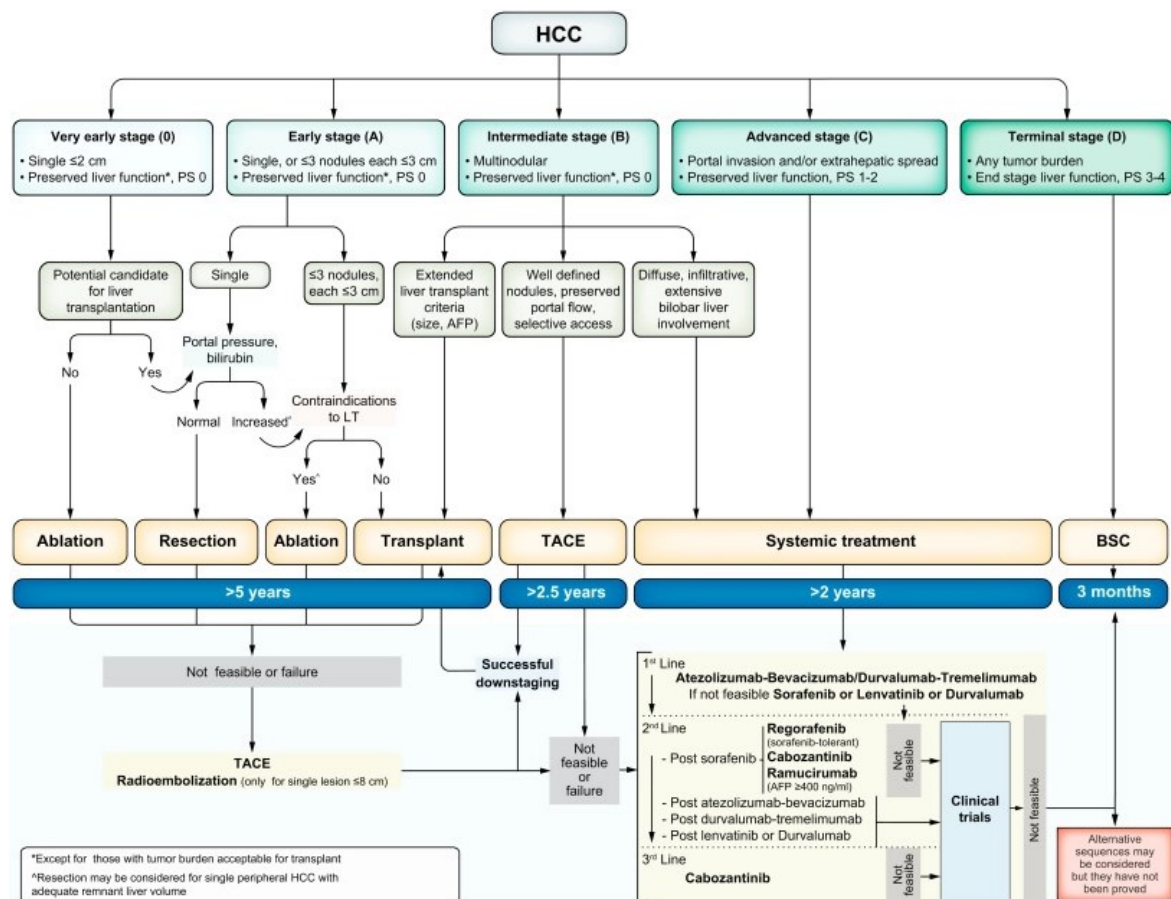 HCC
Very early stage (0)
• Single ≤2 cm
• Preserved liver function*, PS 0
Early stage (A)
• Single, or ≤3 nodules each ≤3 cm
• Preserved liver function*, PS 0
Intermediate stage (B)
• Multinodular
• Preserved liver function*, PS 0
Advanced stage (C)
• Portal invasion and/or extrahepatic spread
• Preserved liver function, PS 1-2
Terminal stage (D)
• Any tumor burden
• End stage liver function, PS 3-4
Potential candidate
for liver
transplantation
Single
≤3 nodules,
each ≤3 cm
Extended
liver transplant
criteria
(size, AFP)
Well defined
nodules, preserved
portal flow,
selective access
Diffuse, infiltrative,
extensive
bilobar liver
involvement
Portal pressure,
bilirubin
No
Yes
Normal
Increased^
Contraindications
to LT
Yes^
No
Ablation
Resection
Ablation
Transplant
TACE
Systemic treatment
BSC
>5 years
>2.5 years
>2 years
3 months
Not feasible or failure
Successful
downstaging
TACE
Radioembolization (only for single lesion ≤8 cm)
Not
feasible
or
failure
1st Line
Atezolizumab-Bevacizumab/Durvalumab-Tremelimumab
If not feasible Sorafenib or Lenvatinib or Durvalumab
2nd Line
- Post sorafenib
Regorafenib
(sorafenib-tolerant)
Cabozantinib
Ramucirumab
(AFP ≥400 ng/ml)
Not
feasible
- Post atezolizumab-bevacizumab
- Post durvalumab-tremelimumab
- Post lenvatinib or Durvalumab
3rd Line
Cabozantinib
Not
feasible
Clinical
trials
Not feasible
Alternative
sequences may
be considered
but they have not
been proved
*Except for those with tumor burden acceptable for transplant
^Resection may be considered for single peripheral HCC with
adequate remnant liver volume